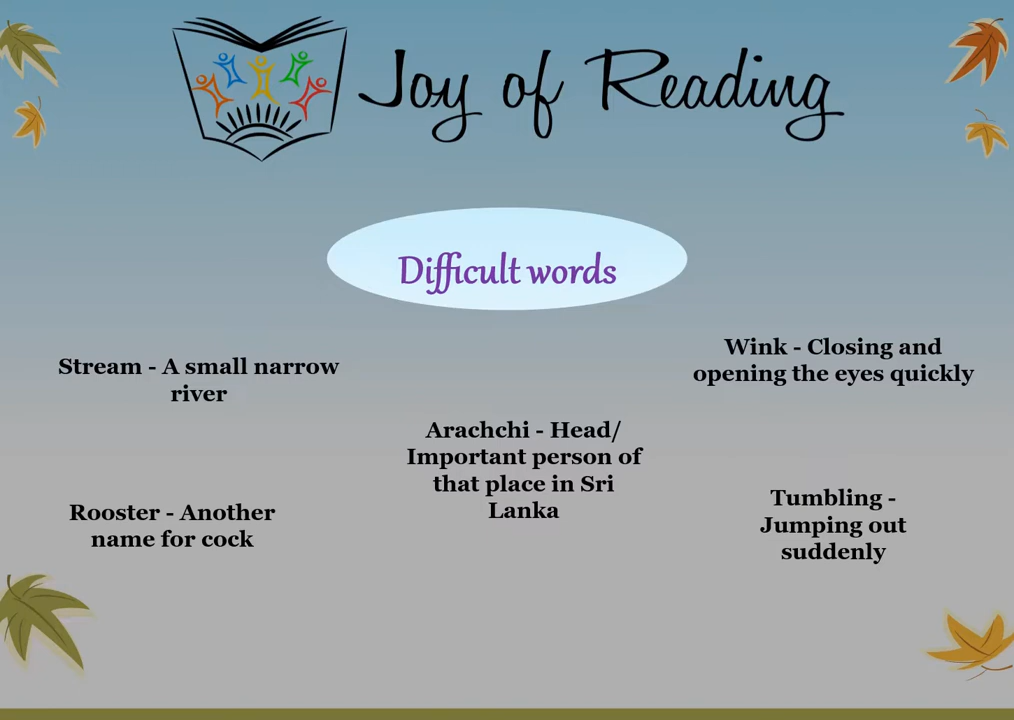 Joy of Reading
Difficult words
Stream - A small narrow
river
Wink - Closing and
opening the eyes quickly
Arachchi - Head/
Important person of
that place in Sri
Lanka
Rooster - Another
name for cock
Tumbling -
Jumping out
suddenly